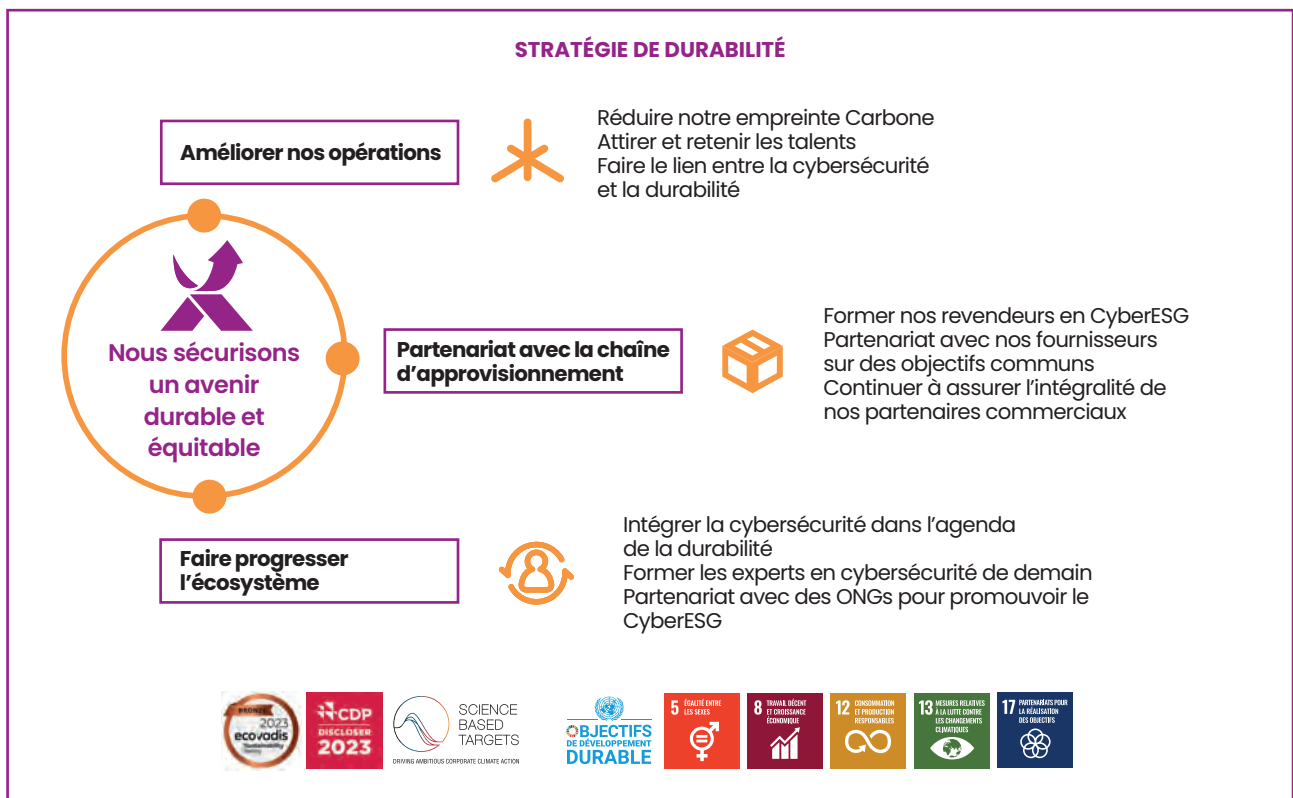 STRATÉGIE DE DURABILITÉ
Améliorer nos opérations
Réduire notre empreinte Carbone
Attirer et retenir les talents
Faire le lien entre la cybersécurité
et la durabilité
Nous sécurisons
un avenir
durable et
équitable
Partenariat avec la chaîne
d’approvisionnement
Former nos revendeurs en CyberESG
Partenariat avec nos fournisseurs
sur des objectifs communs
Continuer à assurer l’intégralité de
nos partenaires commerciaux
Faire progresser
l’écosystème
Intégrer la cybersécurité dans l’agenda
de la durabilité
Former les experts en cybersécurité de demain
Partenariat avec des ONGs pour promouvoir le
CyberESG
BRONZE
2023
ecovadis
Sustainability
Rating
CDP
DISCLOSER
2023
SCIENCE
BASED
TARGETS
DRIVING AMBITIOUS CORPORATE CLIMATE ACTION
OBJECTIFS
DE DÉVELOPPEMENT
DURABLE
5 ÉGALITÉ ENTRE
LES SEXES
8 TRAVAIL DÉCENT
ET CROISSANCE
ÉCONOMIQUE
12 CONSOMMATION
ET PRODUCTION
RESPONSABLES
13 MESURES RELATIVES
À LA LUTTE CONTRE
LES CHANGEMENTS
CLIMATIQUES
17 PARTENARIATS POUR
LA RÉALISATION
DES OBJECTIFS